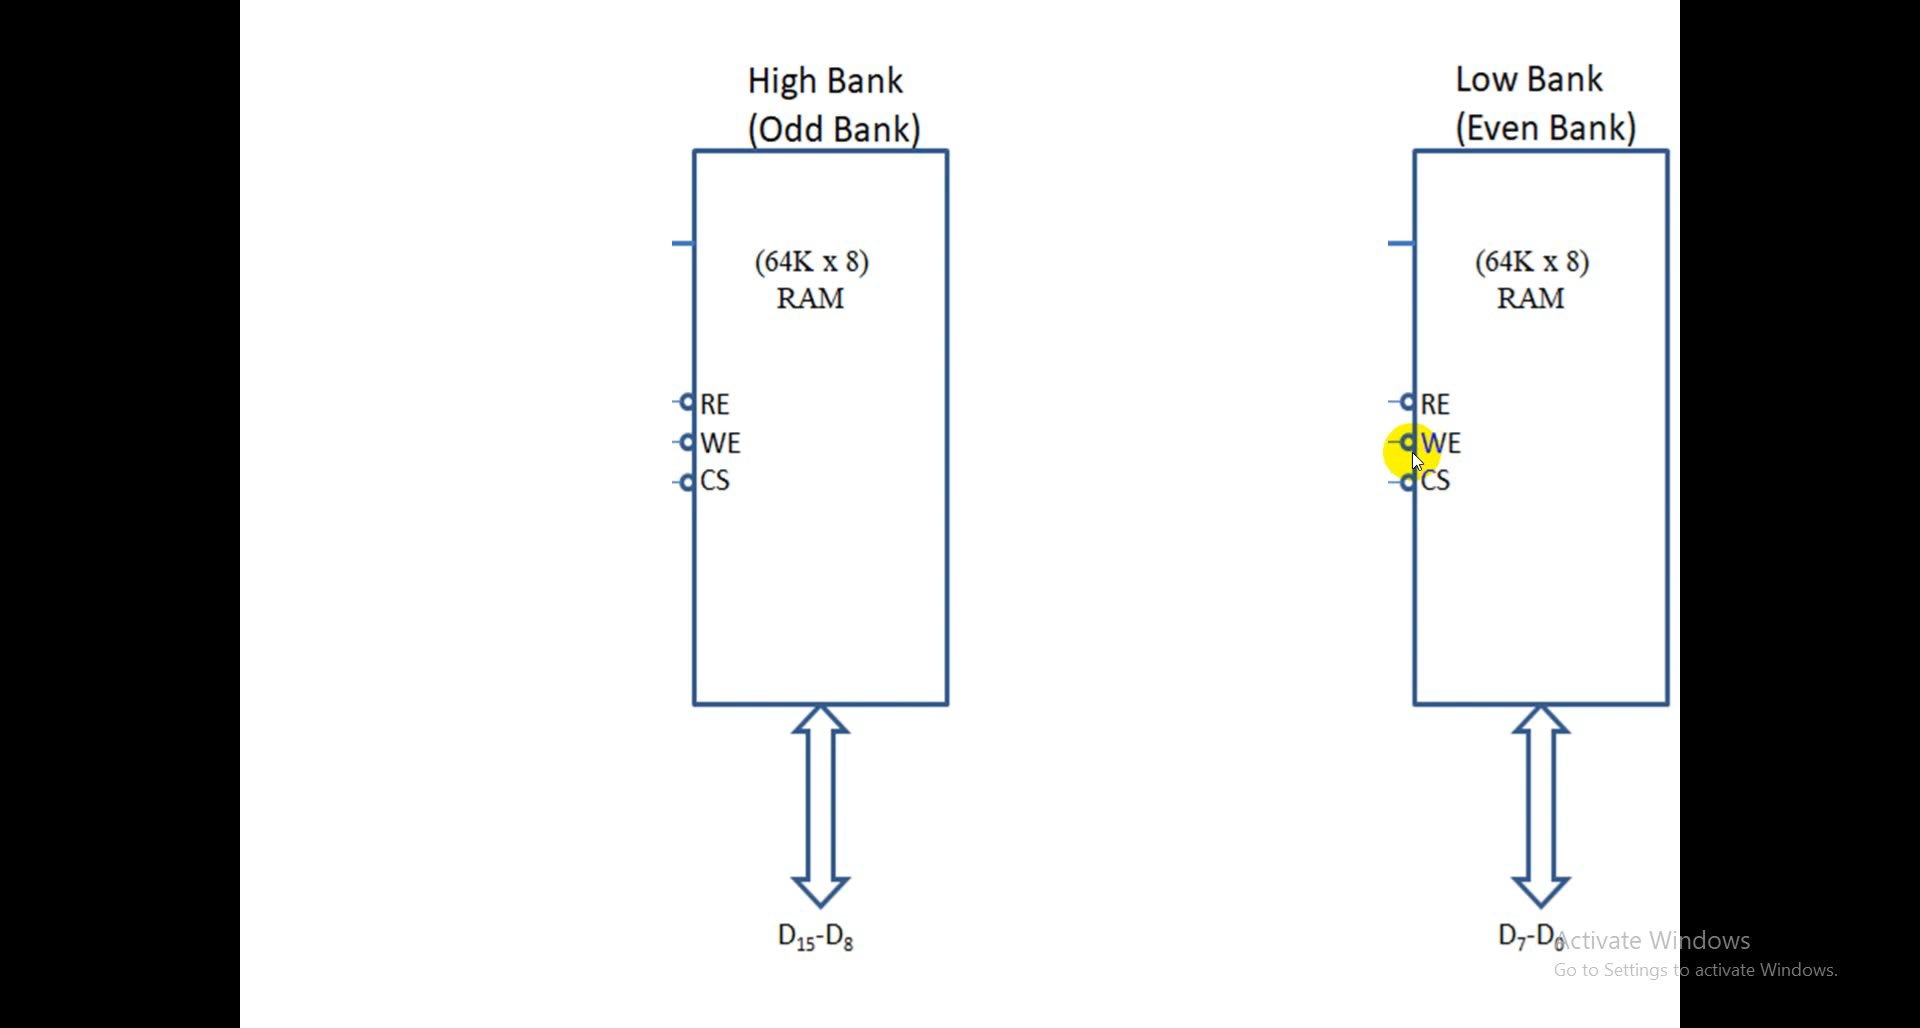 High Bank
(Odd Bank)
(64K x 8)
RAM
RE
WE
CS
D₁₅-D₈
Low Bank
(Even Bank)
(64K x 8)
RAM
RE
WE
CS
D₇-D₀
Activate Windows
Go to Settings to activate Windows.